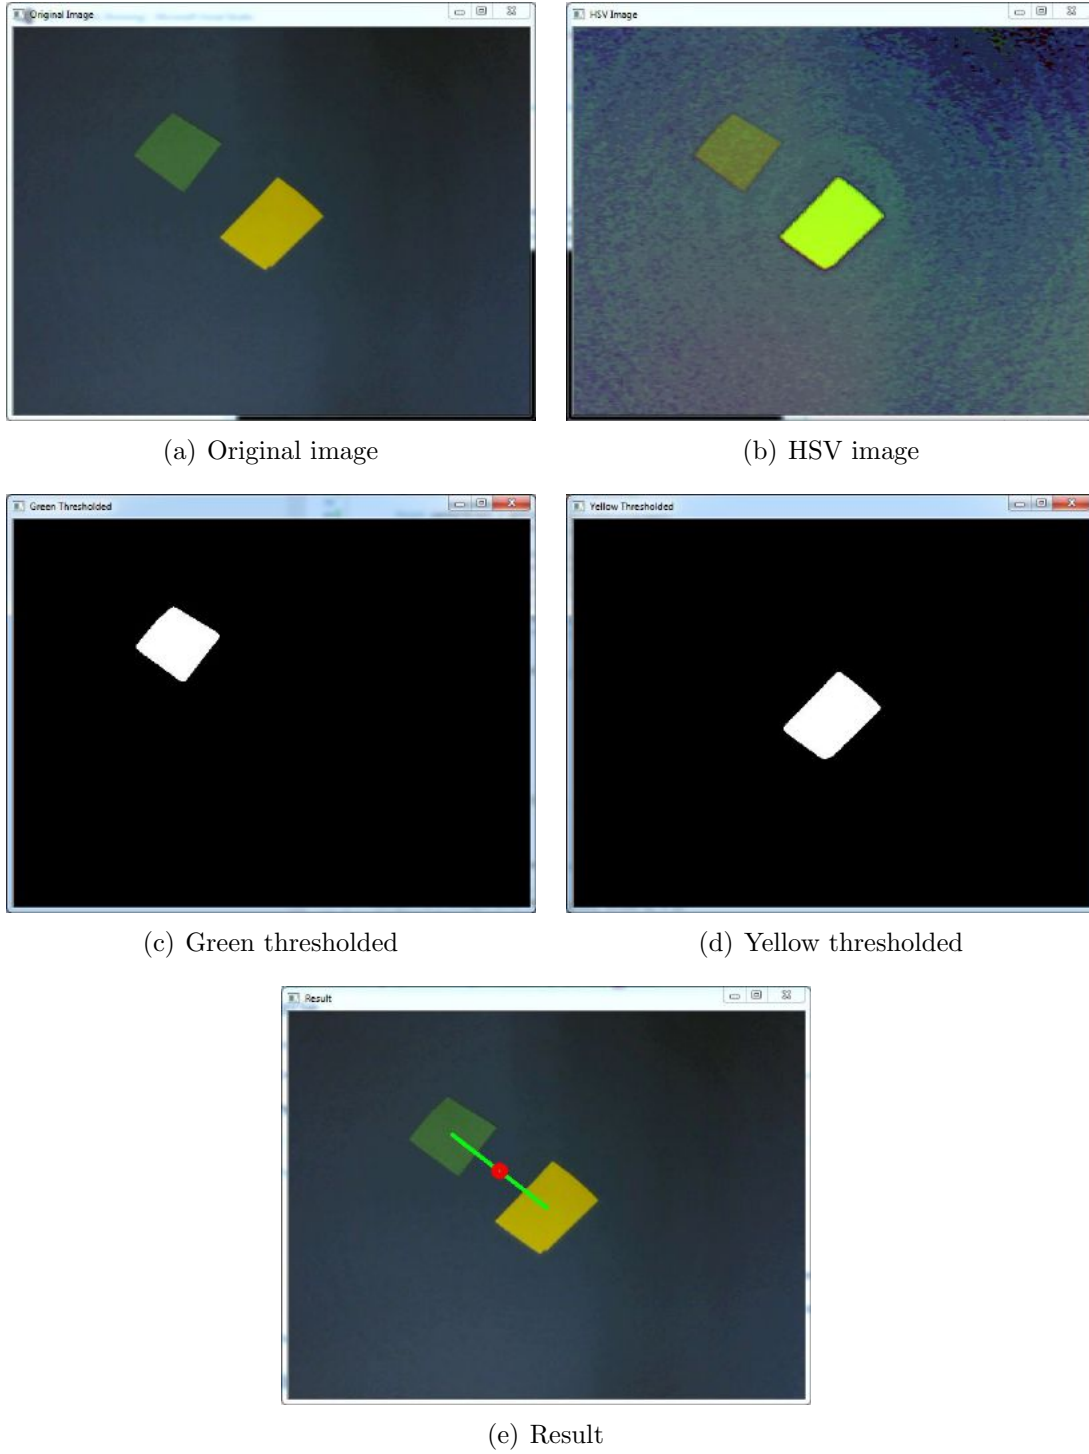 Original Image
HSV Image
(a) Original image
(b) HSV image
Green Thresholded
Yellow Thresholded
(c) Green thresholded
(d) Yellow thresholded
Result
(e) Result